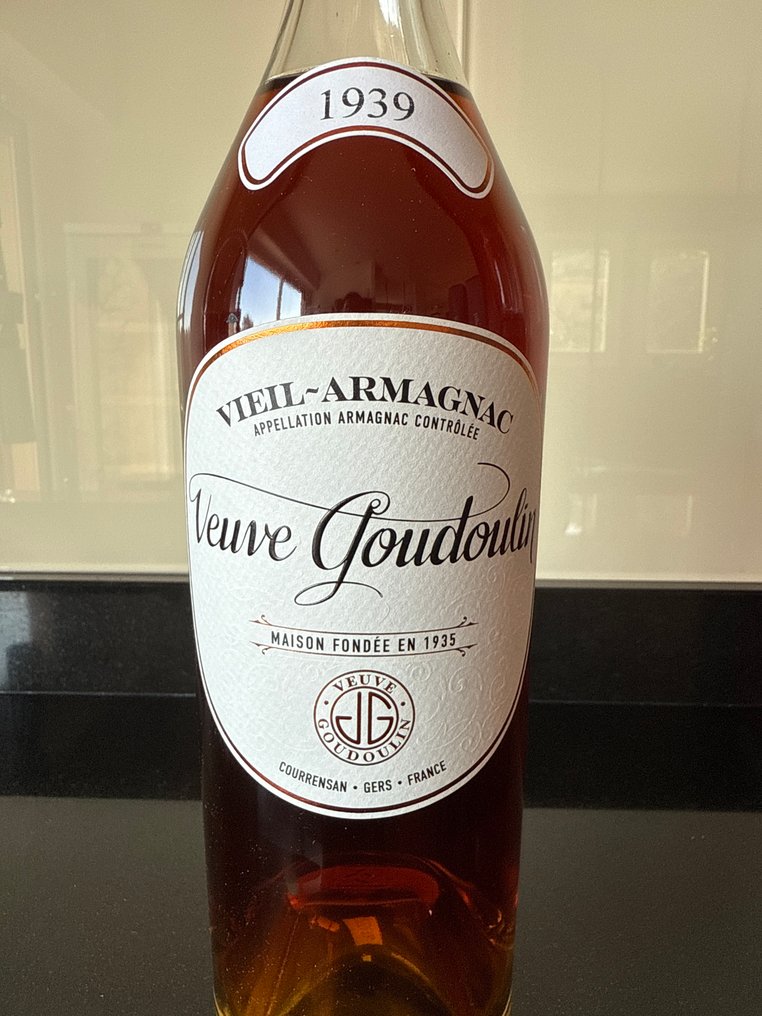 1939
VIEIL~ARMAGNAC
APPELLATION ARMAGNAC CONTRÔLÉE
Veuve Goudoulin
MAISON FONDÉE EN 1935
• VEUVE •
JG
GOUDOULIN
COURRENSAN • GERS • FRANCE